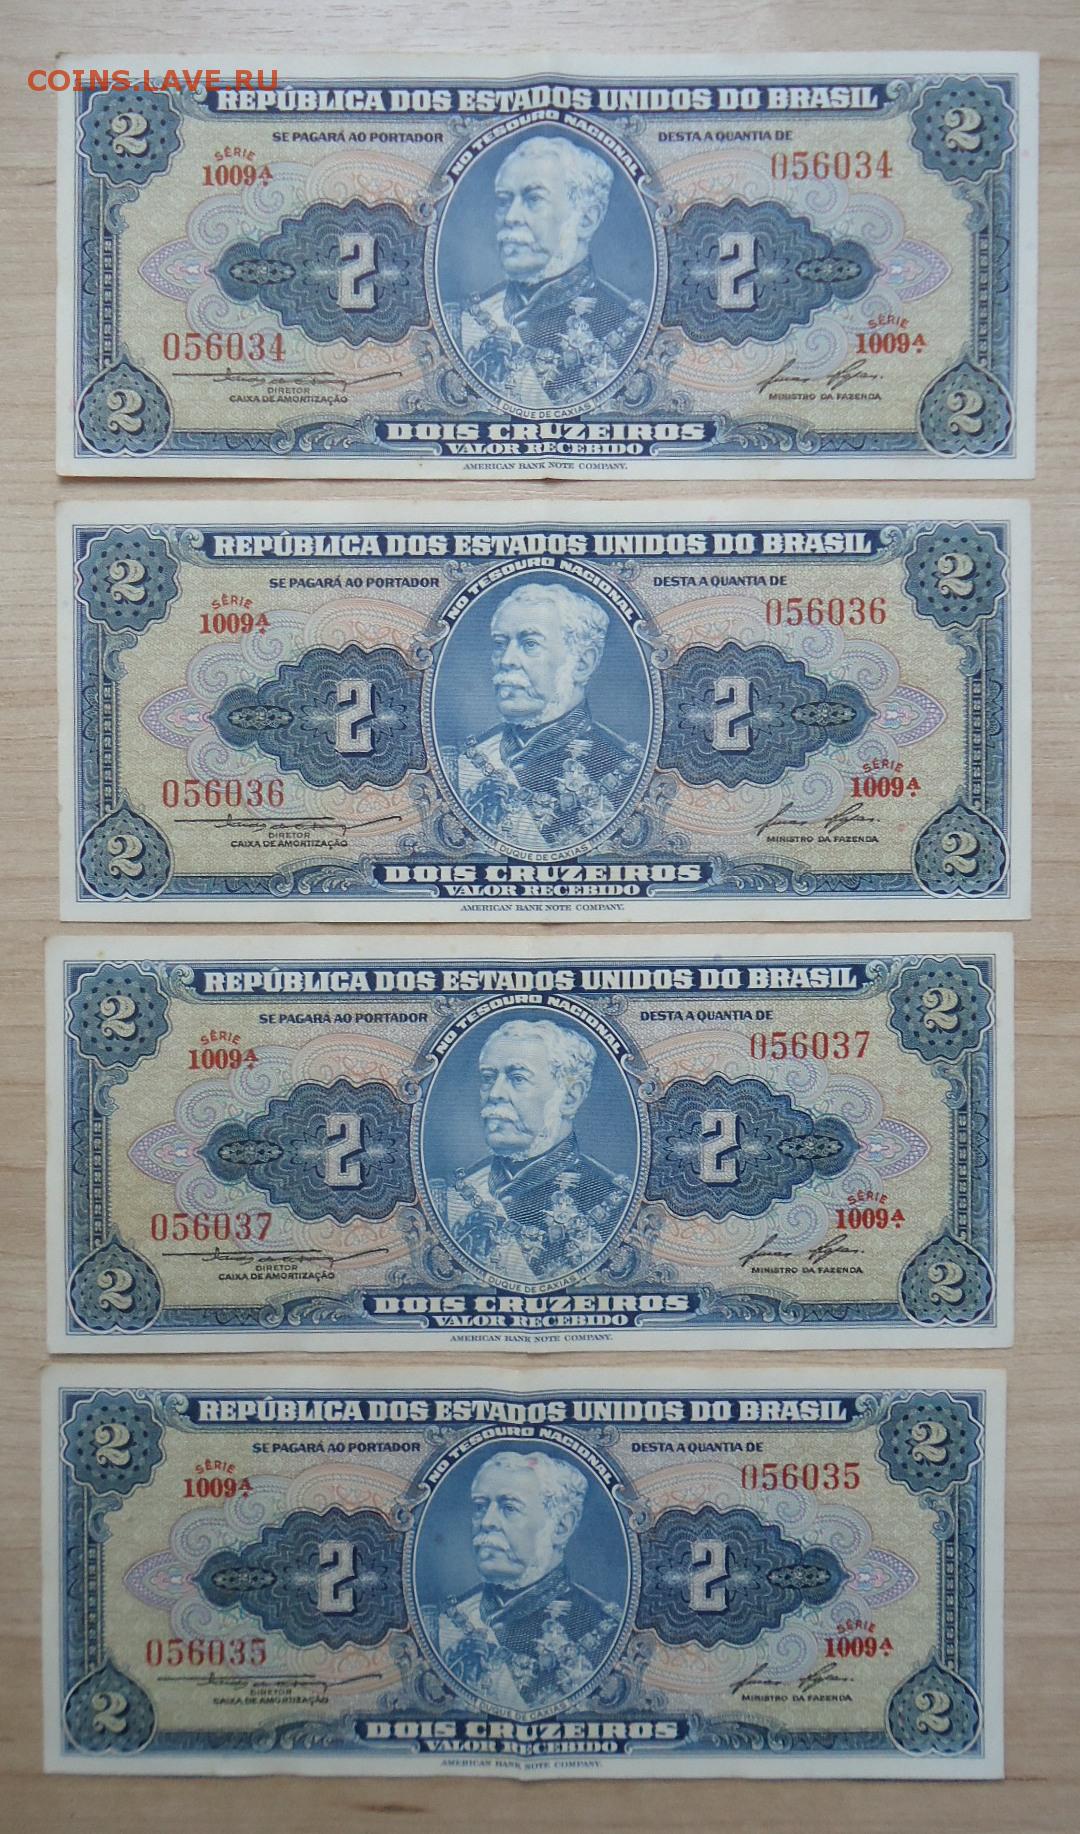 COINS.LAVE.RU
2 REPÚBLICA DOS ESTADOS UNIDOS DO BRASIL 2
SE PAGARÁ AO PORTADOR NO TESOURO NACIONAL DESTA A QUANTIA DE
SÉRIE
1009ª 056034
2 2
056034 SÉRIE
1009ª
DIRETOR
CAIXA DE AMORTIZAÇÃO MINISTRO DA FAZENDA
DUQUE DE CAXIAS
2 DOIS CRUZEIROS 2
VALOR RECEBIDO
AMERICAN BANK NOTE COMPANY.
2 REPÚBLICA DOS ESTADOS UNIDOS DO BRASIL 2
SE PAGARÁ AO PORTADOR NO TESOURO NACIONAL DESTA A QUANTIA DE
SÉRIE
1009ª 056036
2 2
056036 SÉRIE
1009ª
DIRETOR
CAIXA DE AMORTIZAÇÃO MINISTRO DA FAZENDA
DUQUE DE CAXIAS
2 DOIS CRUZEIROS 2
VALOR RECEBIDO
AMERICAN BANK NOTE COMPANY.
2 REPÚBLICA DOS ESTADOS UNIDOS DO BRASIL 2
SE PAGARÁ AO PORTADOR NO TESOURO NACIONAL DESTA A QUANTIA DE
SÉRIE
1009ª 056037
2 2
056037 SÉRIE
1009ª
DIRETOR
CAIXA DE AMORTIZAÇÃO MINISTRO DA FAZENDA
DUQUE DE CAXIAS
2 DOIS CRUZEIROS 2
VALOR RECEBIDO
AMERICAN BANK NOTE COMPANY.
2 REPÚBLICA DOS ESTADOS UNIDOS DO BRASIL 2
SE PAGARÁ AO PORTADOR NO TESOURO NACIONAL DESTA A QUANTIA DE
SÉRIE
1009ª 056035
2 2
056035 SÉRIE
1009ª
DIRETOR
CAIXA DE AMORTIZAÇÃO MINISTRO DA FAZENDA
DUQUE DE CAXIAS
2 DOIS CRUZEIROS 2
VALOR RECEBIDO
AMERICAN BANK NOTE COMPANY.